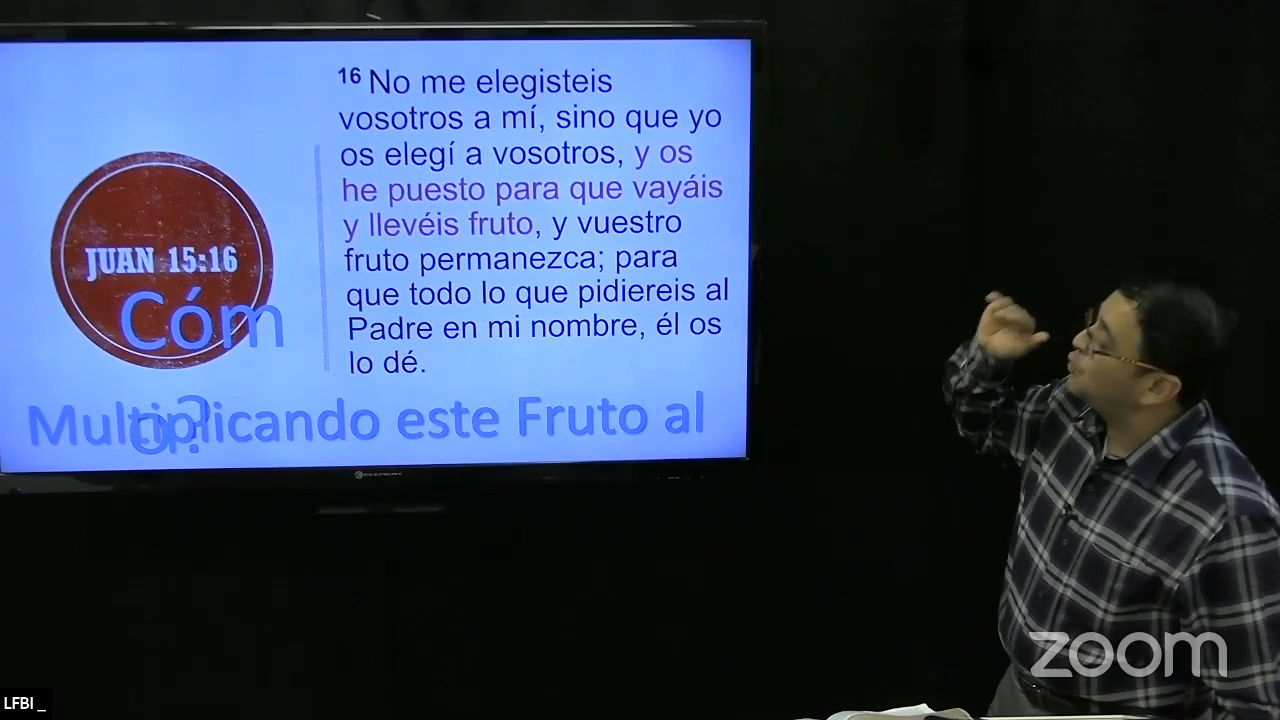 16 No me elegisteis
vosotros a mí, sino que yo
os elegí a vosotros, y os
he puesto para que vayáis
y llevéis fruto, y vuestro
fruto permanezca; para
que todo lo que pidiereis al
Padre en mi nombre, él os
lo dé.
JUAN 15:16
Cóm
o?
Multiplicando este Fruto al
ELEMENT
zoom
LFBI _